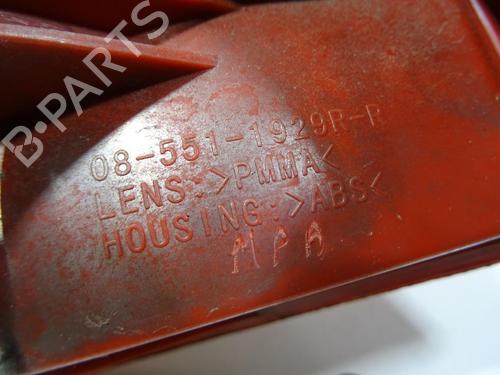 B-PARTS
08-551-1929R-R
LENS:>PMMA<
HOUSING:>ABS<